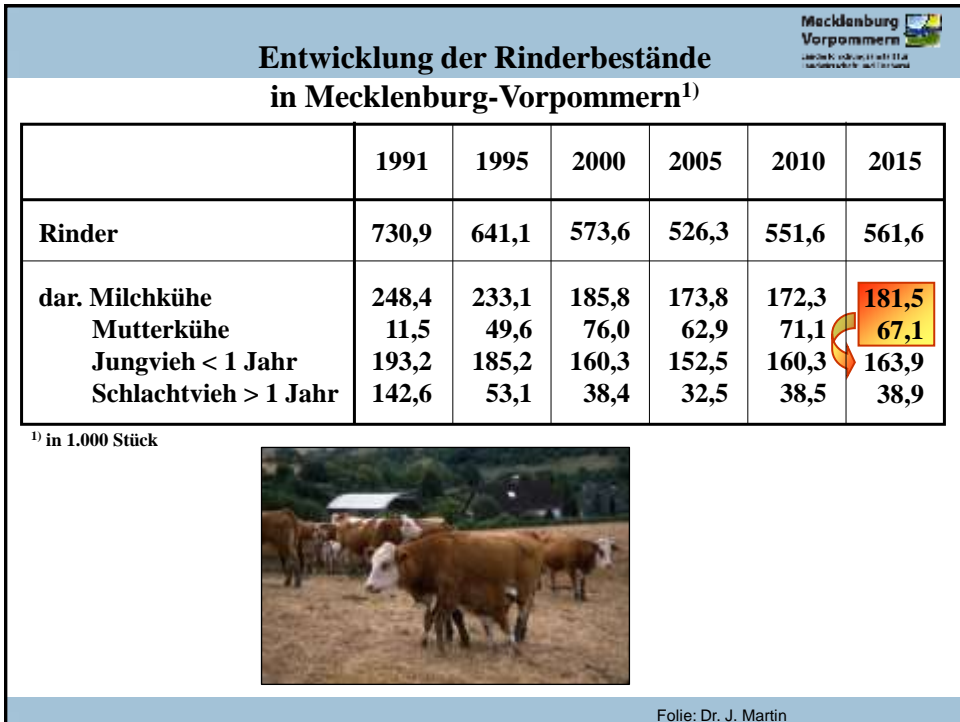 Mecklenburg
Vorpommern
Entwicklung der Rinderbestände
in Mecklenburg-Vorpommern1)
1991 1995 2000 2005 2010 2015
Rinder 730,9 641,1 573,6 526,3 551,6 561,6
dar. Milchkühe 248,4 233,1 185,8 173,8 172,3 181,5
Mutterkühe 11,5 49,6 76,0 62,9 71,1 67,1
Jungvieh < 1 Jahr 193,2 185,2 160,3 152,5 160,3 163,9
Schlachtvieh > 1 Jahr 142,6 53,1 38,4 32,5 38,5 38,9
1) in 1.000 Stück
Folie: Dr. J. Martin